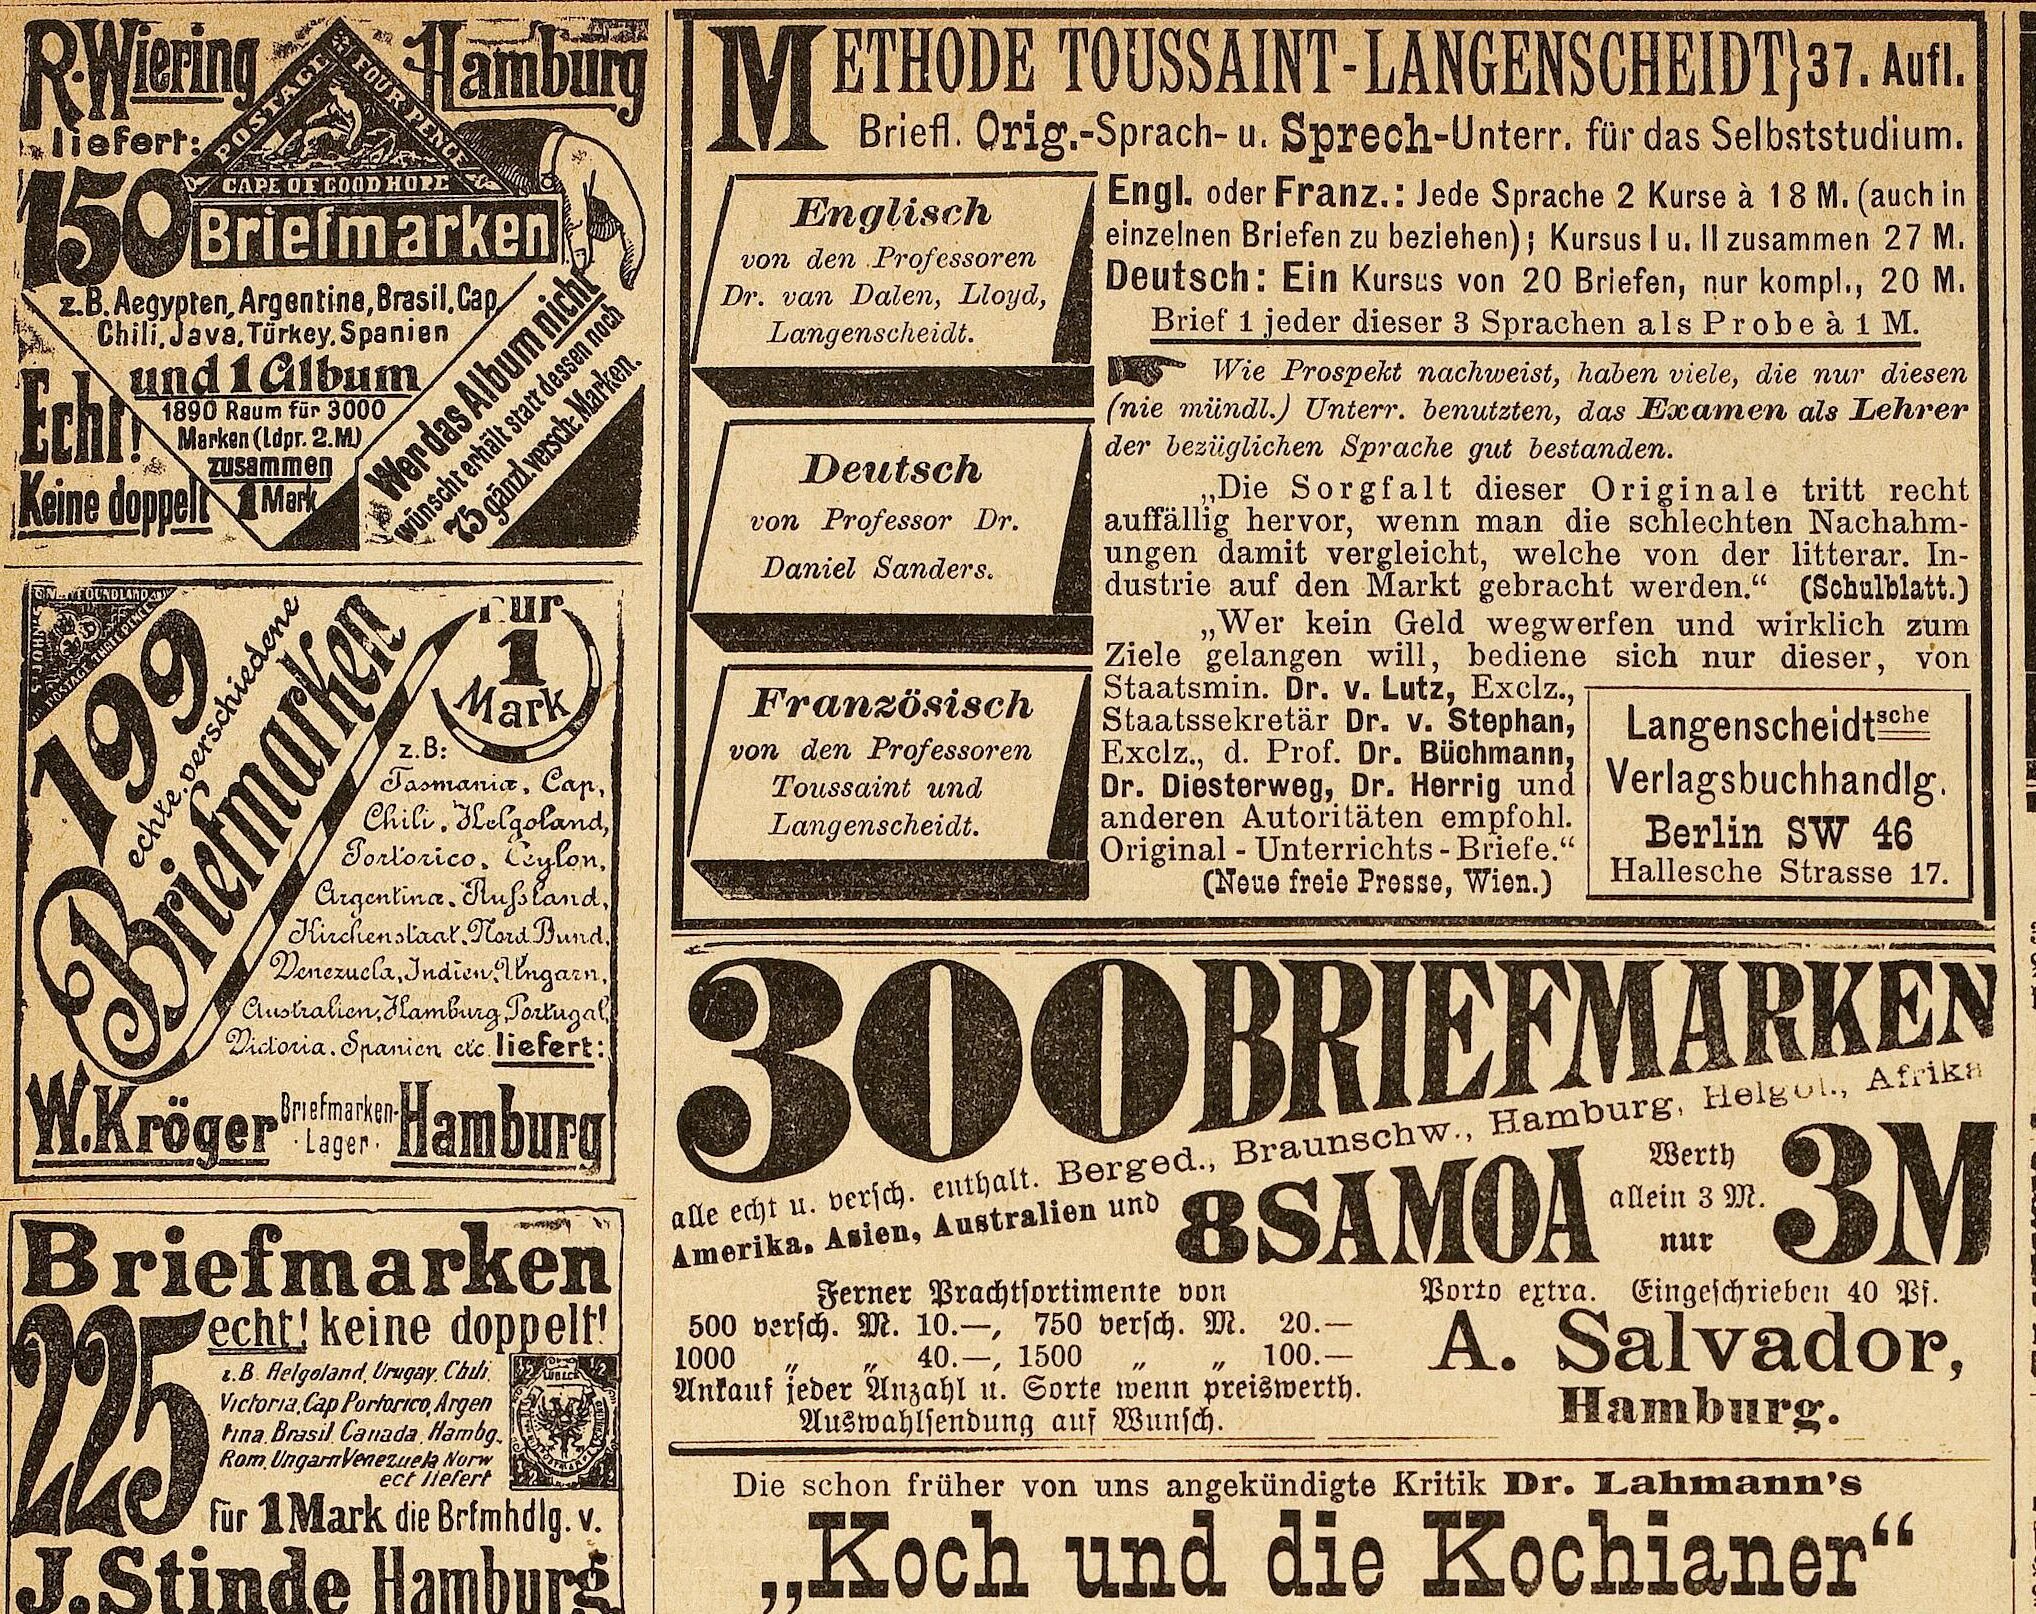 R. Wiering Hamburg
liefert:
POSTAGE FOUR PENCE
CAPE OF GOOD HOPE
150 Briefmarken
z.B. Aegypten, Argentina, Brasil, Cap,
Chili, Java, Türkey, Spanien
und 1 Album
1890 Raum für 3000
Marken (Ldpr. 2.M)
zusammen
1 Mark
Echt!
Keine doppelt
Wer das Album nicht
wünscht erhält statt dessen noch
75 gänzl. versch. Marken.
199
echte, verschiedene
Briefmarken
nur
1
Mark
z.B:
Tasmania, Cap,
Chili, Helgoland,
Portorico, Ceylon,
Argentina, Rußland,
Kirchenstaat, Nord. Bund,
Venezuela, Indien, Ungarn,
Australien, Hamburg, Portugal,
Victoria, Spanien etc. liefert:
W. Kröger Briefmarken-Lager. Hamburg
Briefmarken
225 echt! keine doppelt!
z.B. Helgoland, Urugay, Chili,
Victoria, Cap Portorico, Argen
tina, Brasil, Canada, Hambg.
Rom, Ungarn Venezuela Norw
ect liefert
für 1 Mark die Brfmhdlg. v.
J. Stinde Hamburg
METHODE TOUSSAINT-LANGENSCHEIDT} 37. Aufl.
Briefl. Orig.-Sprach- u. Sprech-Unterr. für das Selbststudium.
Englisch
von den Professoren
Dr. van Dalen, Lloyd,
Langenscheidt.
Deutsch
von Professor Dr.
Daniel Sanders.
Französisch
von den Professoren
Toussaint und
Langenscheidt.
Engl. oder Franz.: Jede Sprache 2 Kurse à 18 M. (auch in
einzelnen Briefen zu beziehen); Kursus I u. II zusammen 27 M.
Deutsch: Ein Kursus von 20 Briefen, nur kompl., 20 M.
Brief 1 jeder dieser 3 Sprachen als Probe à 1 M.
Wie Prospekt nachweist, haben viele, die nur diesen
(nie mündl.) Unterr. benutzten, das Examen als Lehrer
der bezüglichen Sprache gut bestanden.
„Die Sorgfalt dieser Originale tritt recht
auffällig hervor, wenn man die schlechten Nachahm-
ungen damit vergleicht, welche von der litterar. In-
dustrie auf den Markt gebracht werden.“ (Schulblatt.)
„Wer kein Geld wegwerfen und wirklich zum
Ziele gelangen will, bediene sich nur dieser, von
Staatsmin. Dr. v. Lutz, Exclz.,
Staatssekretär Dr. v. Stephan,
Exclz., d. Prof. Dr. Büchmann,
Dr. Diesterweg, Dr. Herrig und
anderen Autoritäten empfohl.
Original-Unterrichts-Briefe.“
(Neue freie Presse, Wien.)
Langenscheidtsche
Verlagsbuchhandlg.
Berlin SW 46
Hallesche Strasse 17.
300 BRIEFMARKEN
alle echt u. versch. enthalt. Berged., Braunschw., Hamburg, Helgol., Afrika
Amerika, Asien, Australien und 8 SAMOA
Werth
allein 3 M.
nur
3M
Ferner Prachtsortimente von
500 versch. M. 10.—, 750 versch. M. 20.—
1000 „ „ 40.—, 1500 „ „ 100.—
Ankauf jeder Anzahl u. Sorte wenn preiswerth.
Auswahlsendung auf Wunsch.
Porto extra. Eingeschrieben 40 Pf.
A. Salvador,
Hamburg.
Die schon früher von uns angekündigte Kritik Dr. Lahmann's
„Koch und die Kochianer“